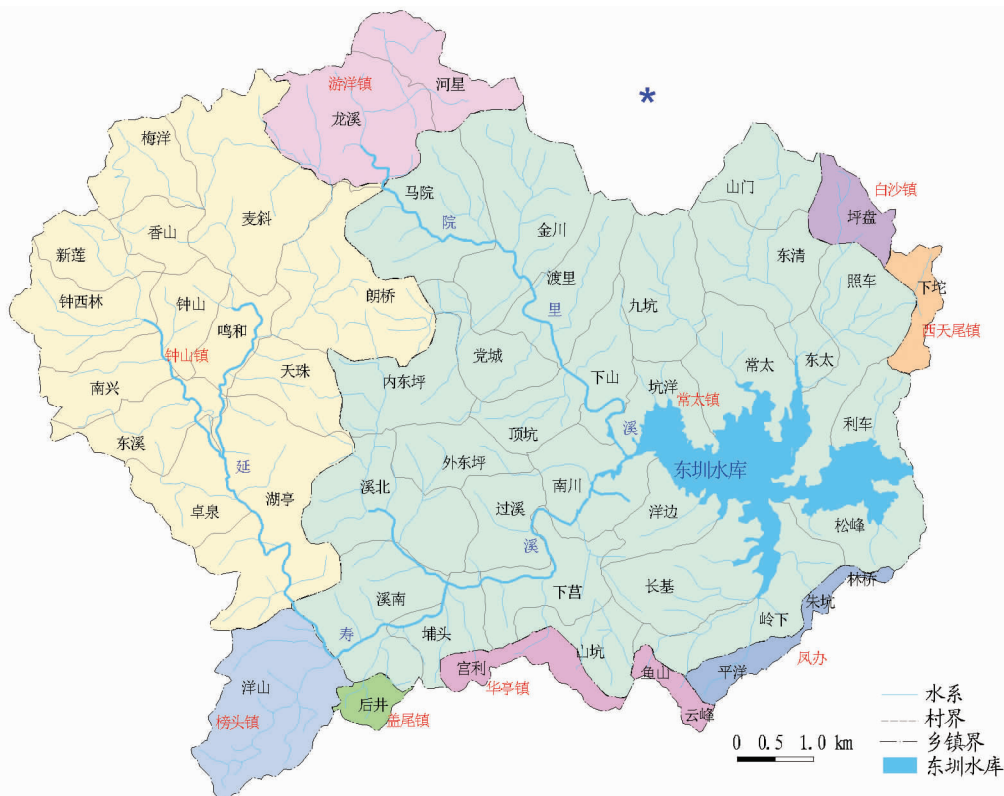 游洋镇
河星
龙溪
*
梅洋
马院
山门
白沙镇
坪盘
麦斜
香山
院
金川
新莲
东清
照车
下坨
渡里
钟西林
钟山
朗桥
里
九坑
鸣和
西天尾镇
钟山镇
党城
常太
东太
天珠
内东坪
下山
坑洋
常太镇
南兴
利车
溪
东溪
顶坑
延
外东坪
东圳水库
溪北
南川
湖亭
过溪
洋边
卓泉
松峰
溪
林桥
长基
下莒
溪南
朱坑
岭下
寿
埔头
山坑
凤办
宫利
龟山
平洋
洋山
华亭镇
后井
云峰
榜头镇
盖尾镇
水系
村界
乡镇界
东圳水库
0 0.5 1.0 km